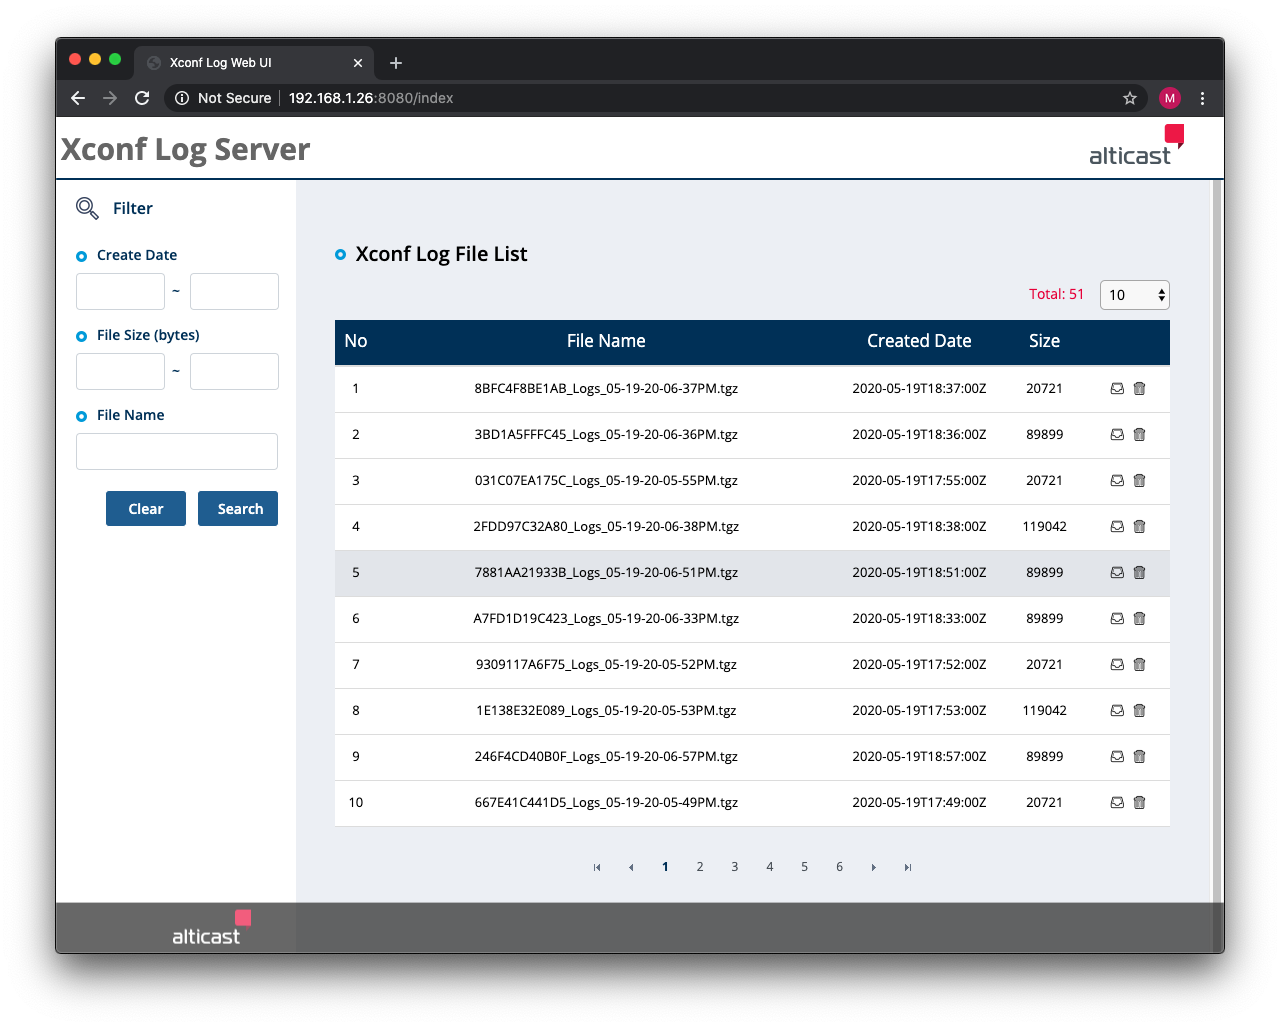 Xconf Log Web UI
Not Secure 192.168.1.26:8080/index M
Xconf Log Server
alticast
Filter
Create Date
~
File Size (bytes)
~
File Name
Clear Search
Xconf Log File List
Total: 51 10
No File Name Created Date Size
1 8BFC4F8BE1AB_Logs_05-19-20-06-37PM.tgz 2020-05-19T18:37:00Z 20721
2 3BD1A5FFFC45_Logs_05-19-20-06-36PM.tgz 2020-05-19T18:36:00Z 89899
3 031C07EA175C_Logs_05-19-20-05-55PM.tgz 2020-05-19T17:55:00Z 20721
4 2FDD97C32A80_Logs_05-19-20-06-38PM.tgz 2020-05-19T18:38:00Z 119042
5 7881AA21933B_Logs_05-19-20-06-51PM.tgz 2020-05-19T18:51:00Z 89899
6 A7FD1D19C423_Logs_05-19-20-06-33PM.tgz 2020-05-19T18:33:00Z 89899
7 9309117A6F75_Logs_05-19-20-05-52PM.tgz 2020-05-19T17:52:00Z 20721
8 1E138E32E089_Logs_05-19-20-05-53PM.tgz 2020-05-19T17:53:00Z 119042
9 246F4CD40B0F_Logs_05-19-20-06-57PM.tgz 2020-05-19T18:57:00Z 89899
10 667E41C441D5_Logs_05-19-20-05-49PM.tgz 2020-05-19T17:49:00Z 20721
1 2 3 4 5 6
alticast